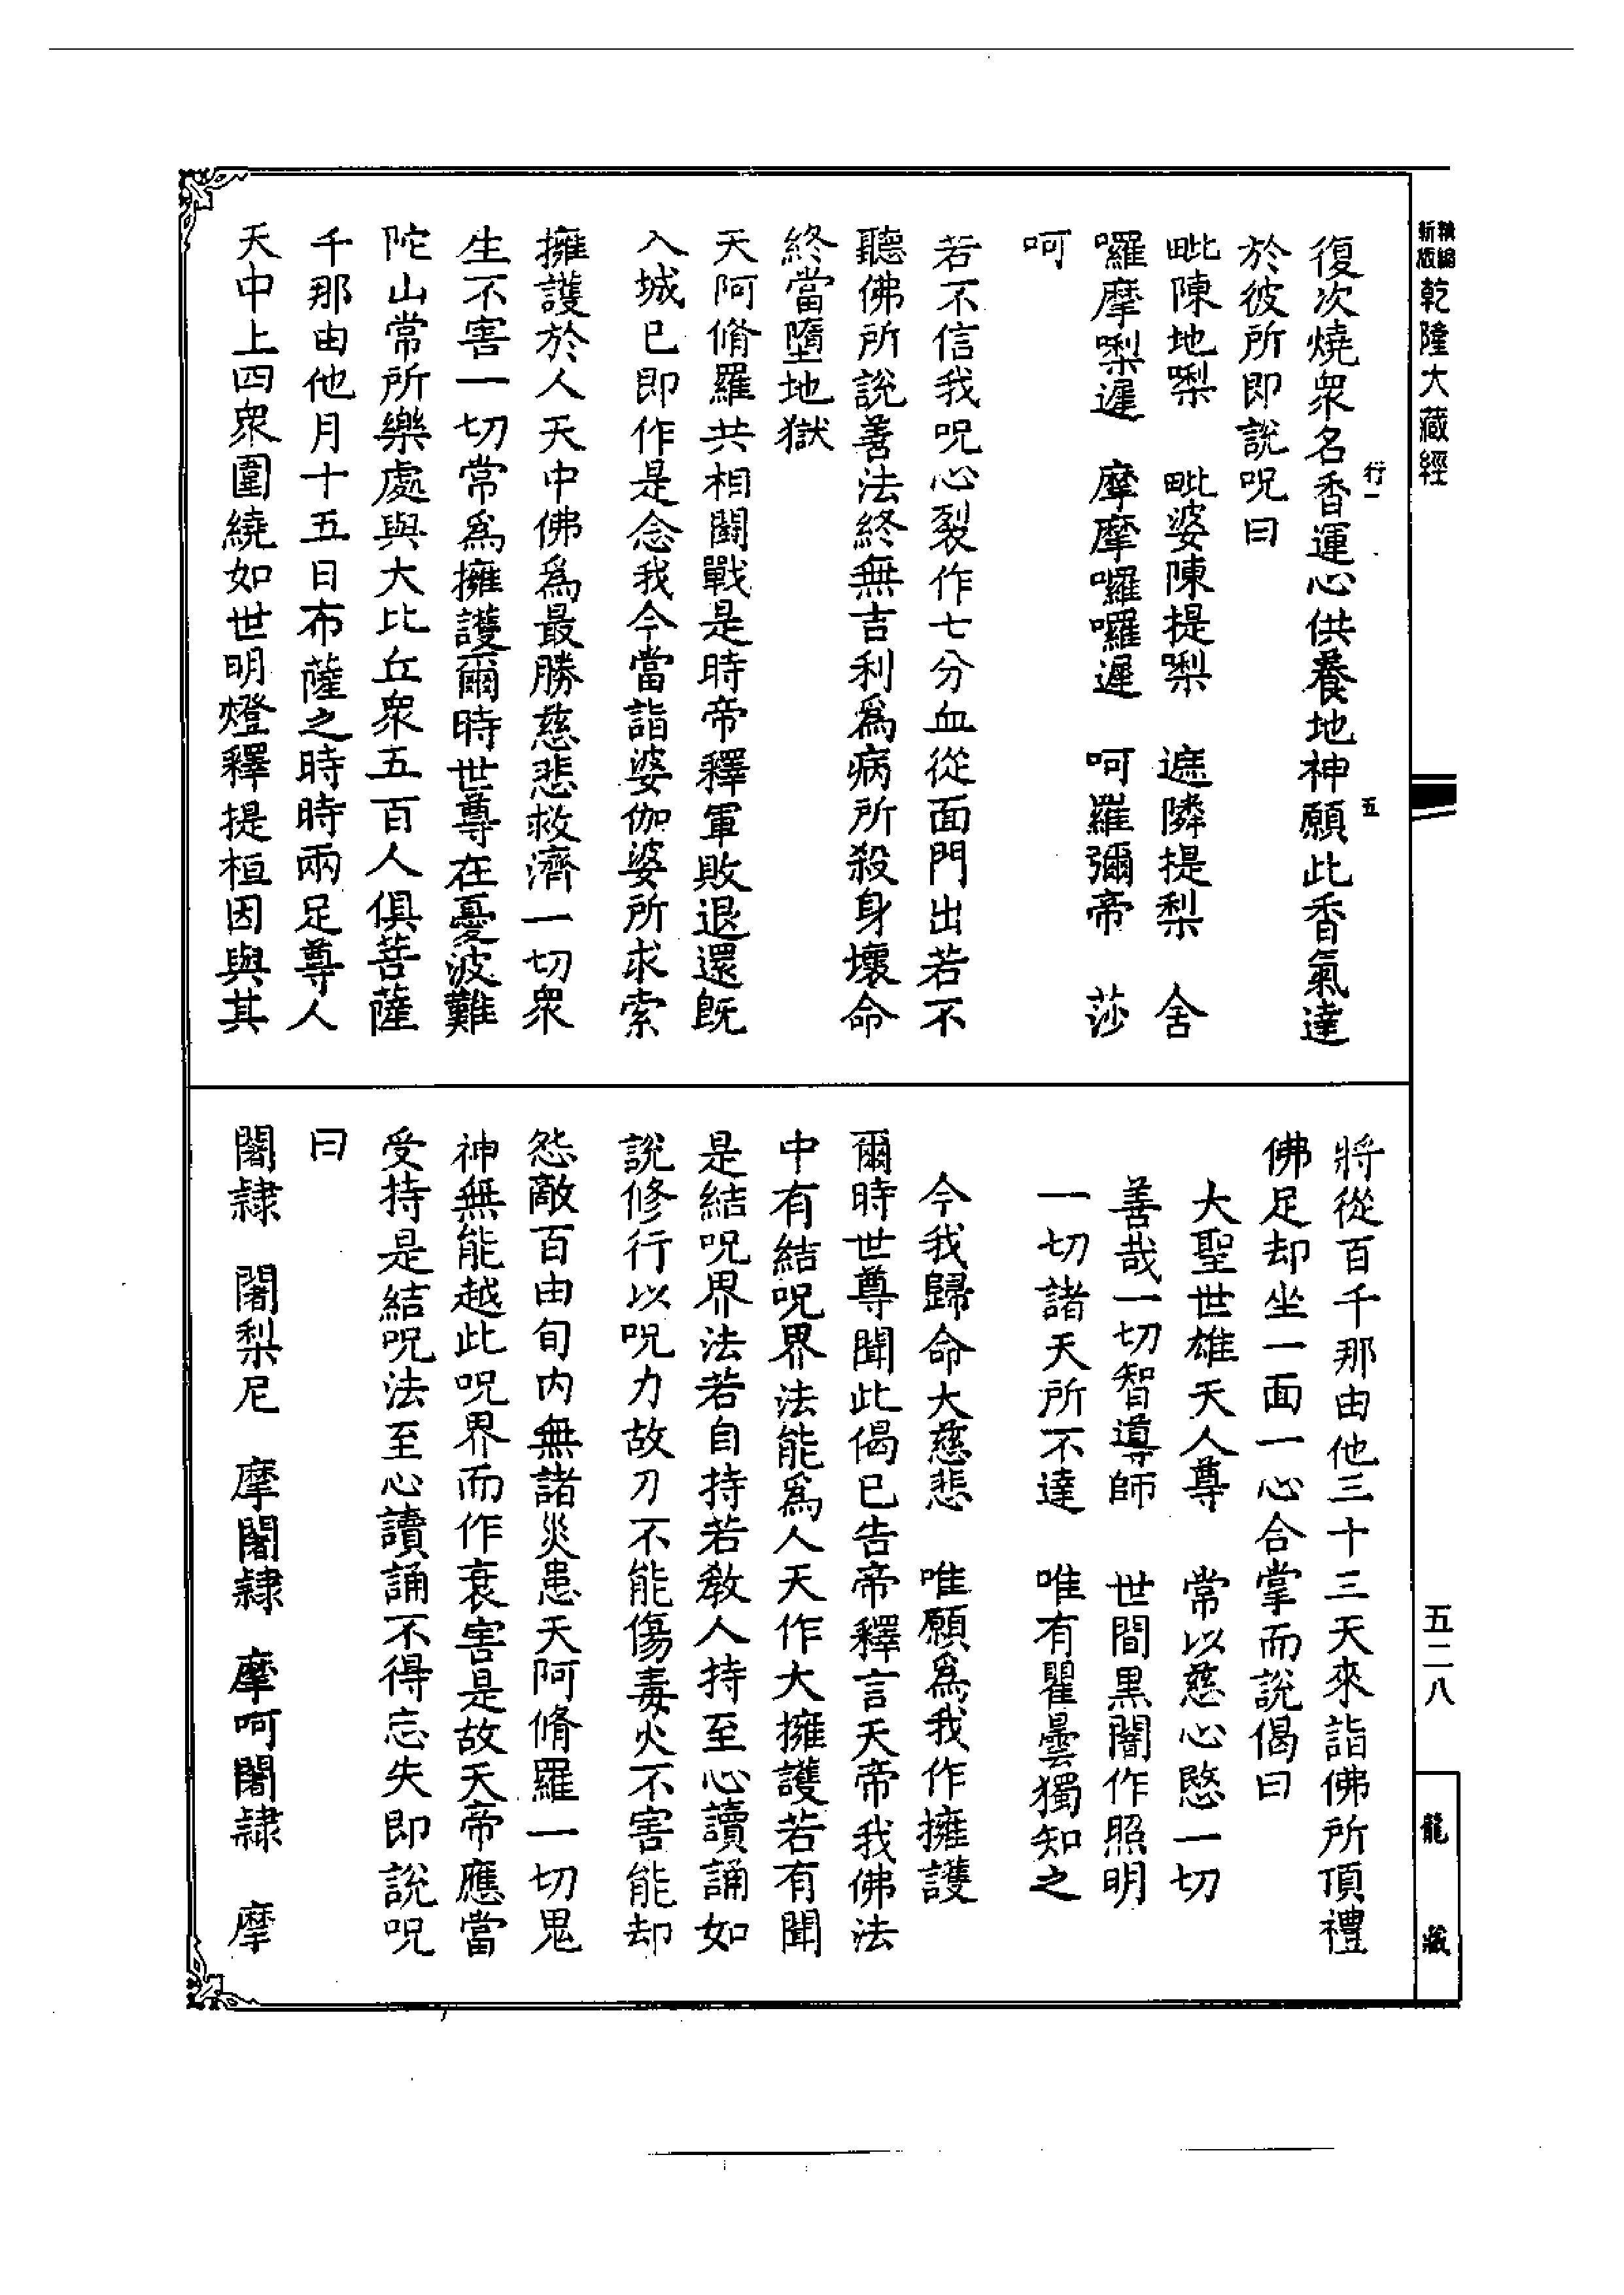 新版 精縮 乾隆大藏經
行一 五
復次燒衆名香運心供養地神願此香氣達
於彼所即說呪曰
毗陳地㗚 毗婆陳提㗚 遮隣提梨 舍
囉摩㗚遲 摩摩囉囉遲 呵羅彌帝 莎
呵
若不信我呪心裂作七分血從面門出若不
聽佛所說善法終無吉利爲病所殺身壞命
終當墮地獄
天阿脩羅共相鬪戰是時帝釋軍敗退還既
入城已即作是念我今當詣婆伽婆所求索
擁護於人天中佛爲最勝慈悲救濟一切衆
生不害一切常爲擁護爾時世尊在憂波難
陀山常所樂處與大比丘衆五百人俱菩薩
千那由他月十五日布薩之時時兩足尊人
天中上四衆圍繞如世明燈釋提桓因與其
將從百千那由他三十三天來詣佛所頂禮
佛足却坐一面一心合掌而說偈曰
大聖世雄天人尊 常以慈心愍一切
善哉一切智導師 世間黒闇作照明
一切諸天所不達 唯有瞿曇獨知之
今我歸命大慈悲 唯願爲我作擁護
爾時世尊聞此偈已告帝釋言天帝我佛法
中有結呪界法能爲人天作大擁護若有聞
是結呪界法若自持若教人持至心讀誦如
說修行以呪力故刀不能傷毒火不害能却
怨敵百由旬内無諸災患天阿脩羅一切鬼
神無能越此呪界而作衰害是故天帝應當
受持是結呪法至心讀誦不得忘失即說呪
曰
闍隷 闍梨尼 摩闍隷 摩呵闍隷 摩
五二八
龍藏